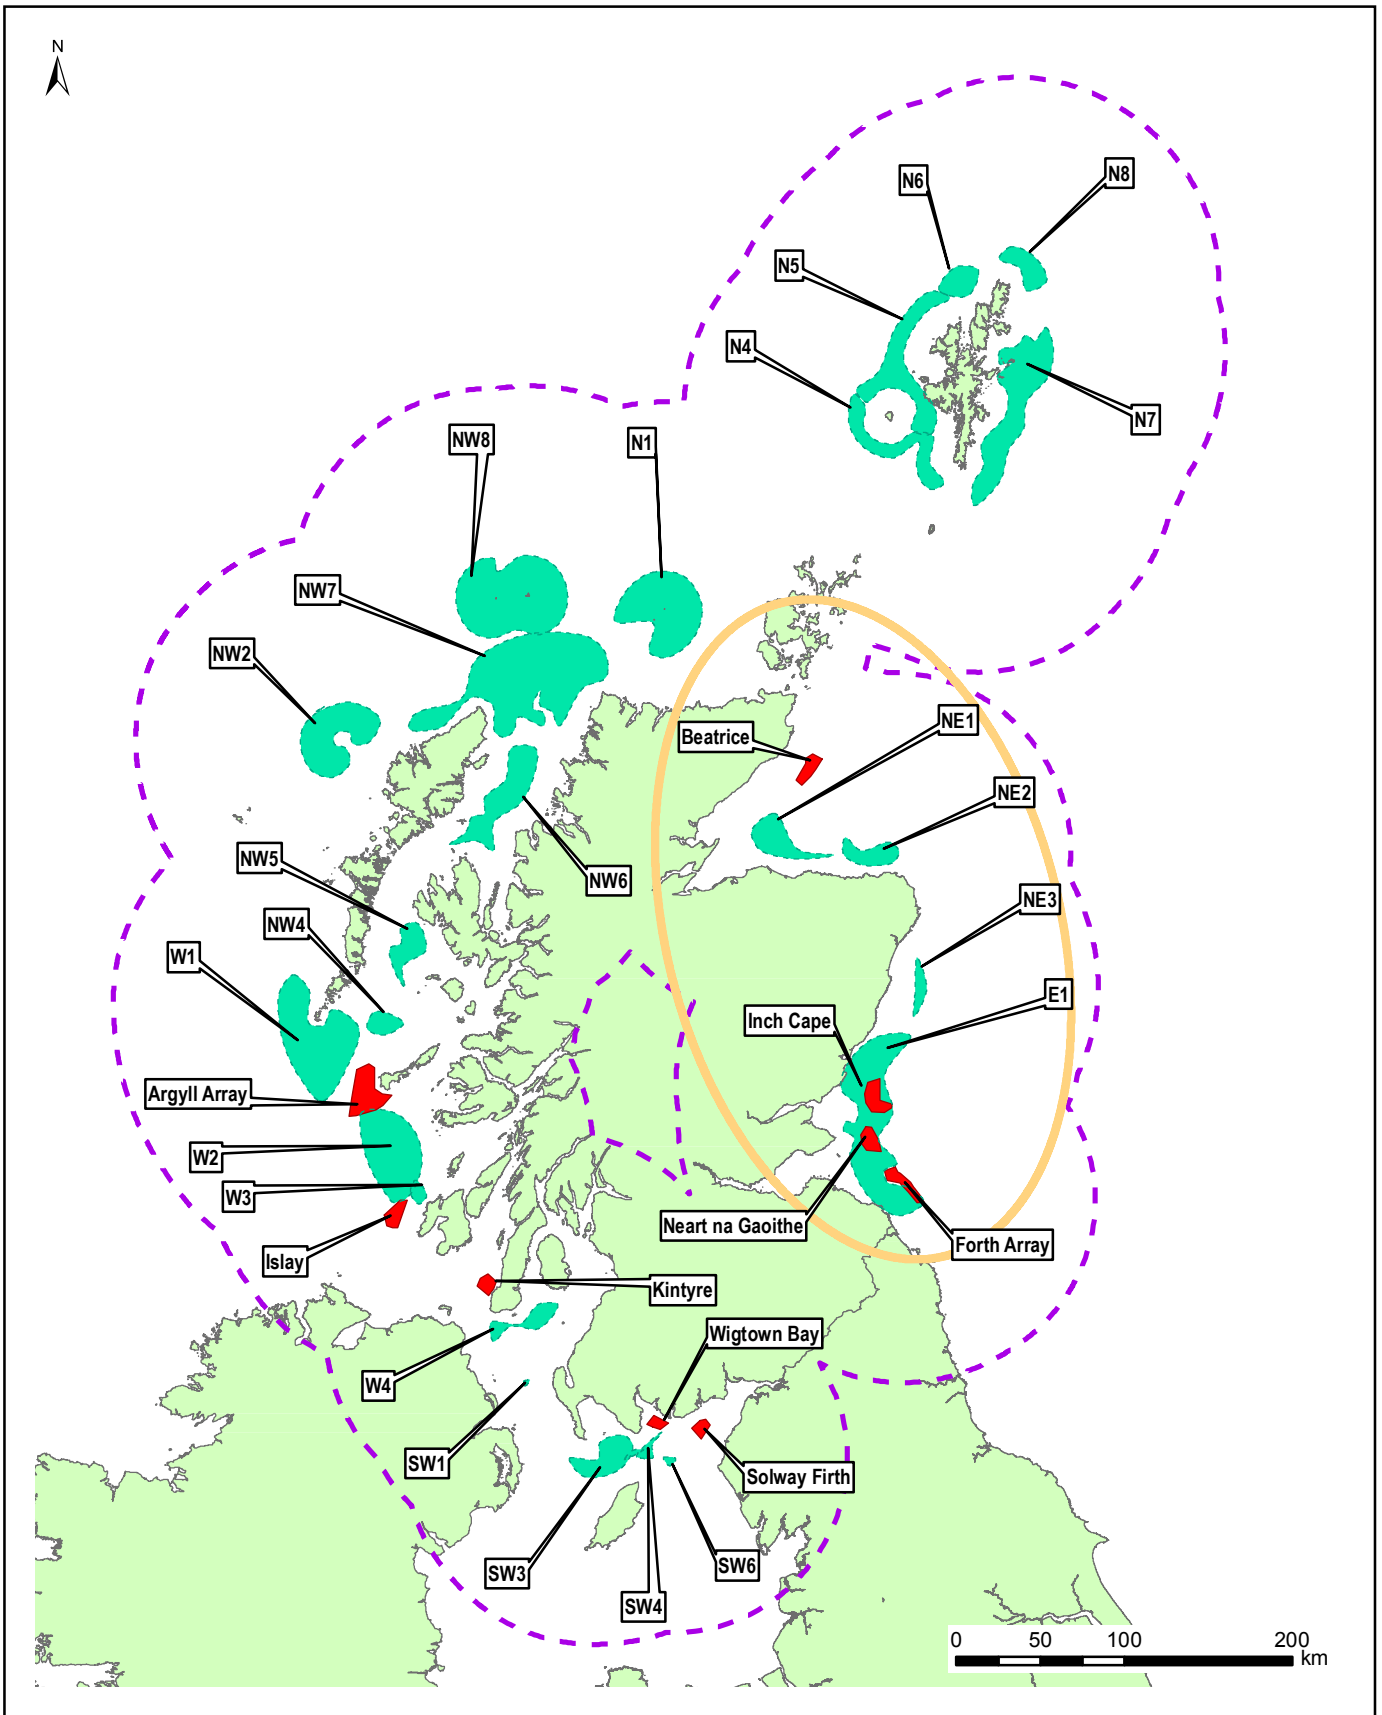 N
N6
N8
N5
N4
N7
NW8
N1
NW7
NW2
NE1
Beatrice
NE2
NW5
NW6
NE3
NW4
W1
E1
Inch Cape
Argyll Array
W2
W3
Neart na Gaoithe
Forth Array
Islay
Kintyre
Wigtown Bay
W4
SW1
Solway Firth
SW3
SW6
SW4
0 50 100 200
km